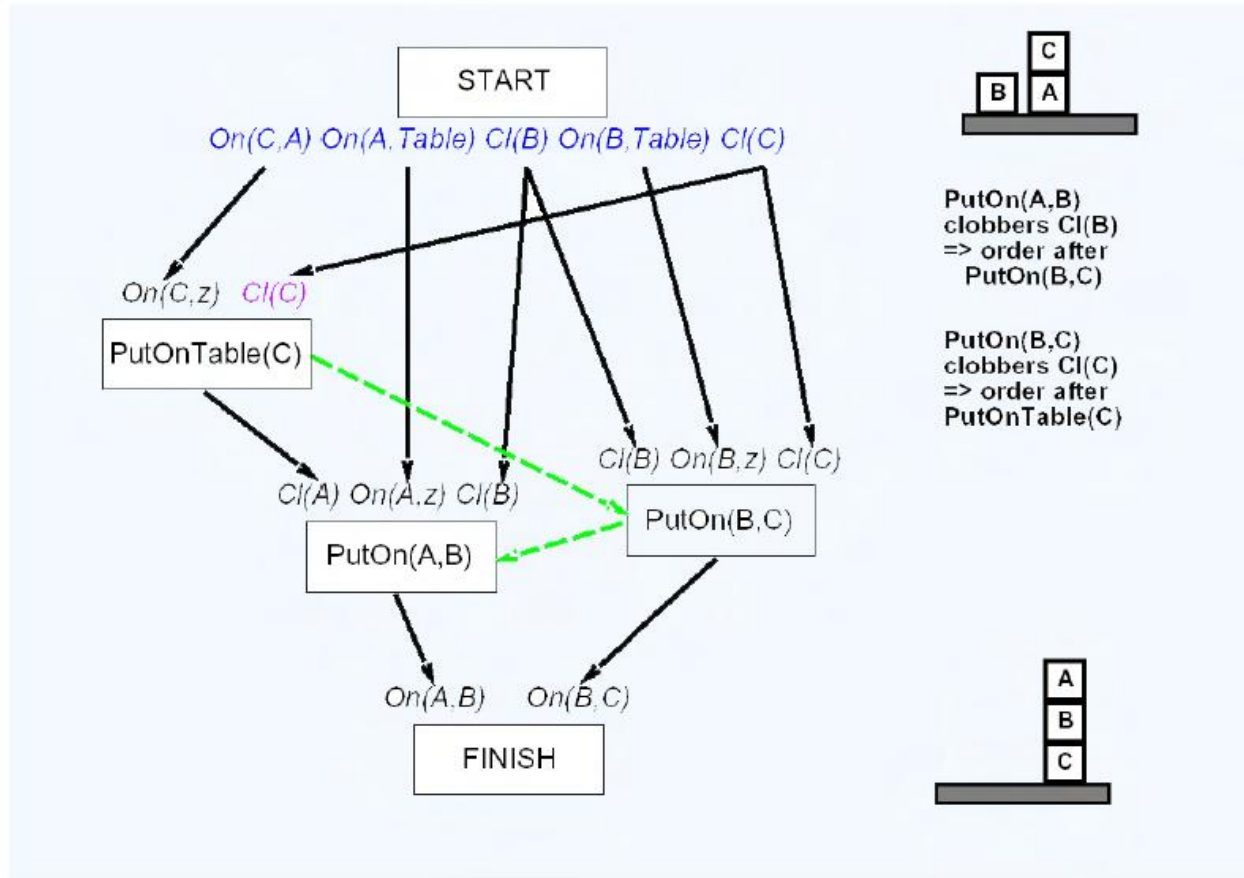 START
On(C,A) On(A,Table) Cl(B) On(B,Table) Cl(C)
On(C,z) Cl(C)
PutOnTable(C)
Cl(A) On(A,z) Cl(B)
Cl(B) On(B,z) Cl(C)
PutOn(A,B)
PutOn(B,C)
On(A,B) On(B,C)
FINISH
C
B A
PutOn(A,B)
clobbers Cl(B)
=> order after
PutOn(B,C)
PutOn(B,C)
clobbers Cl(C)
=> order after
PutOnTable(C)
A
B
C